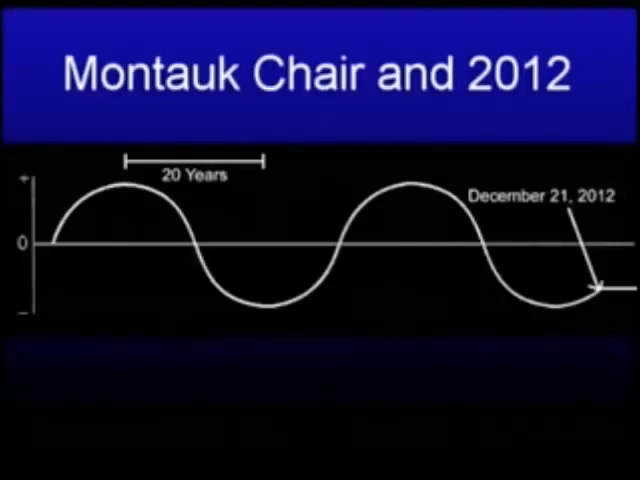 Montauk Chair and 2012
20 Years
+
December 21, 2012
0
–